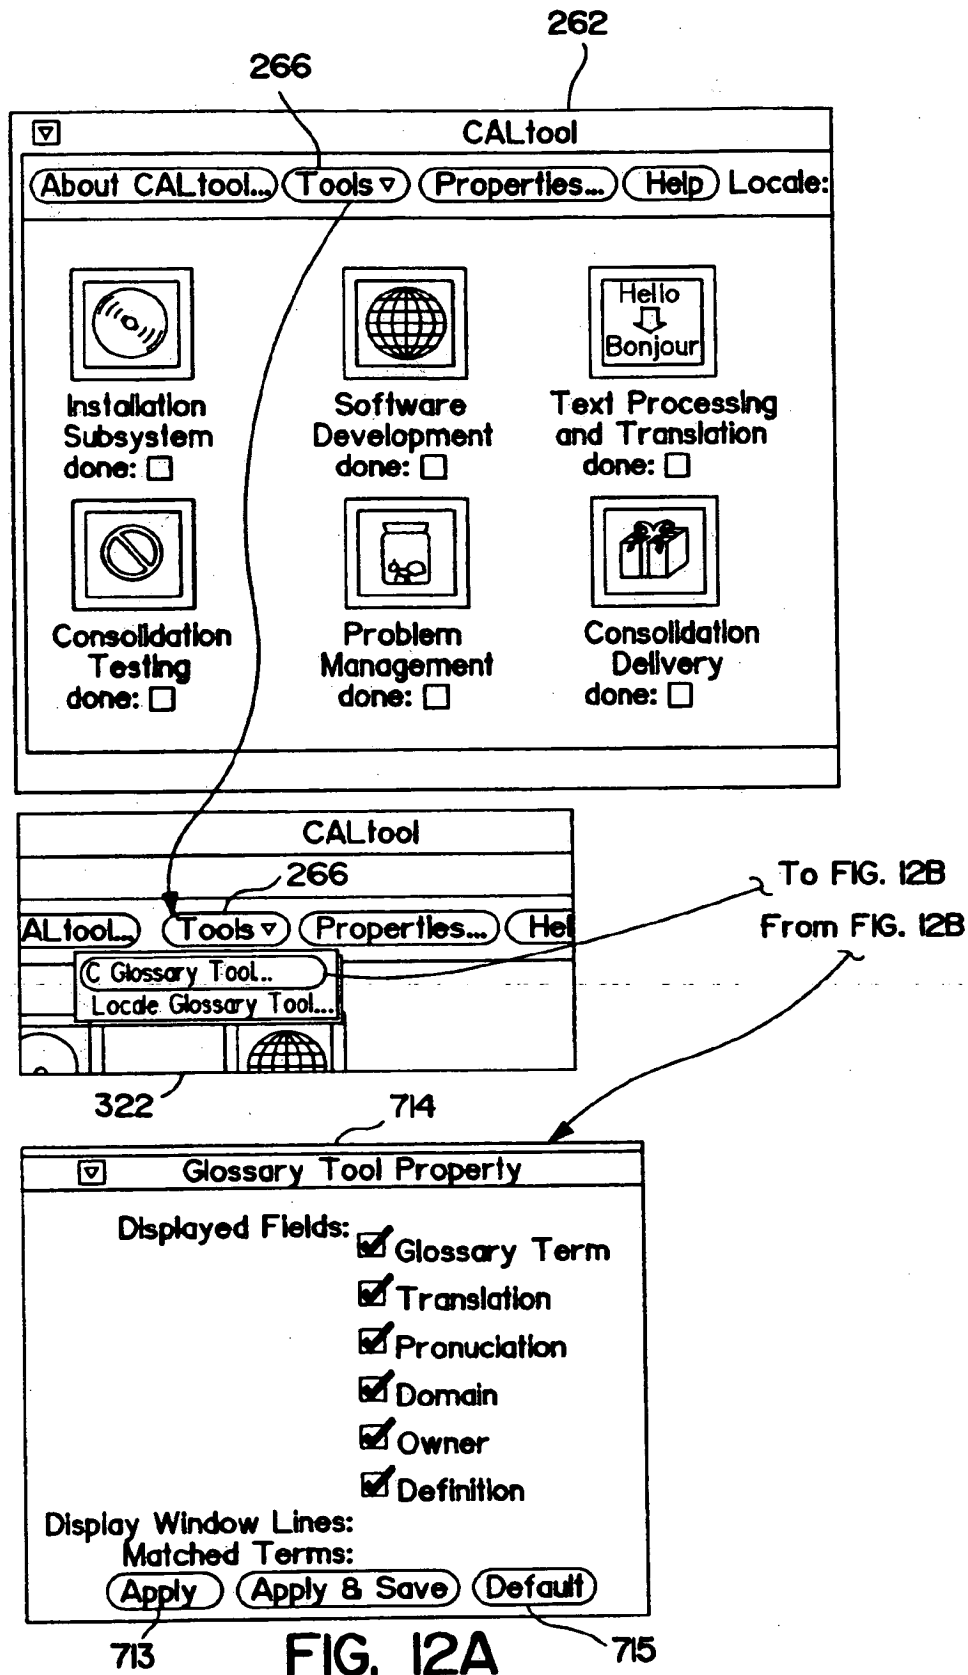 262
266
CALtool
About CALtool... Tools Properties... Help Locale:
Hello
Bonjour
Installation Subsystem
done:
Software Development
done:
Text Processing and Translation
done:
Consolidation Testing
done:
Problem Management
done:
Consolidation Delivery
done:
CALtool
266
To FIG. 12B
From FIG. 12B
ALtool... Tools Properties... Hel
C Glossary Tool...
Locale Glossary Tool...
322
714
Glossary Tool Property
Displayed Fields:
Glossary Term
Translation
Pronuciation
Domain
Owner
Definition
Display Window Lines:
Matched Terms:
Apply Apply & Save Default
713
715
FIG. 12A